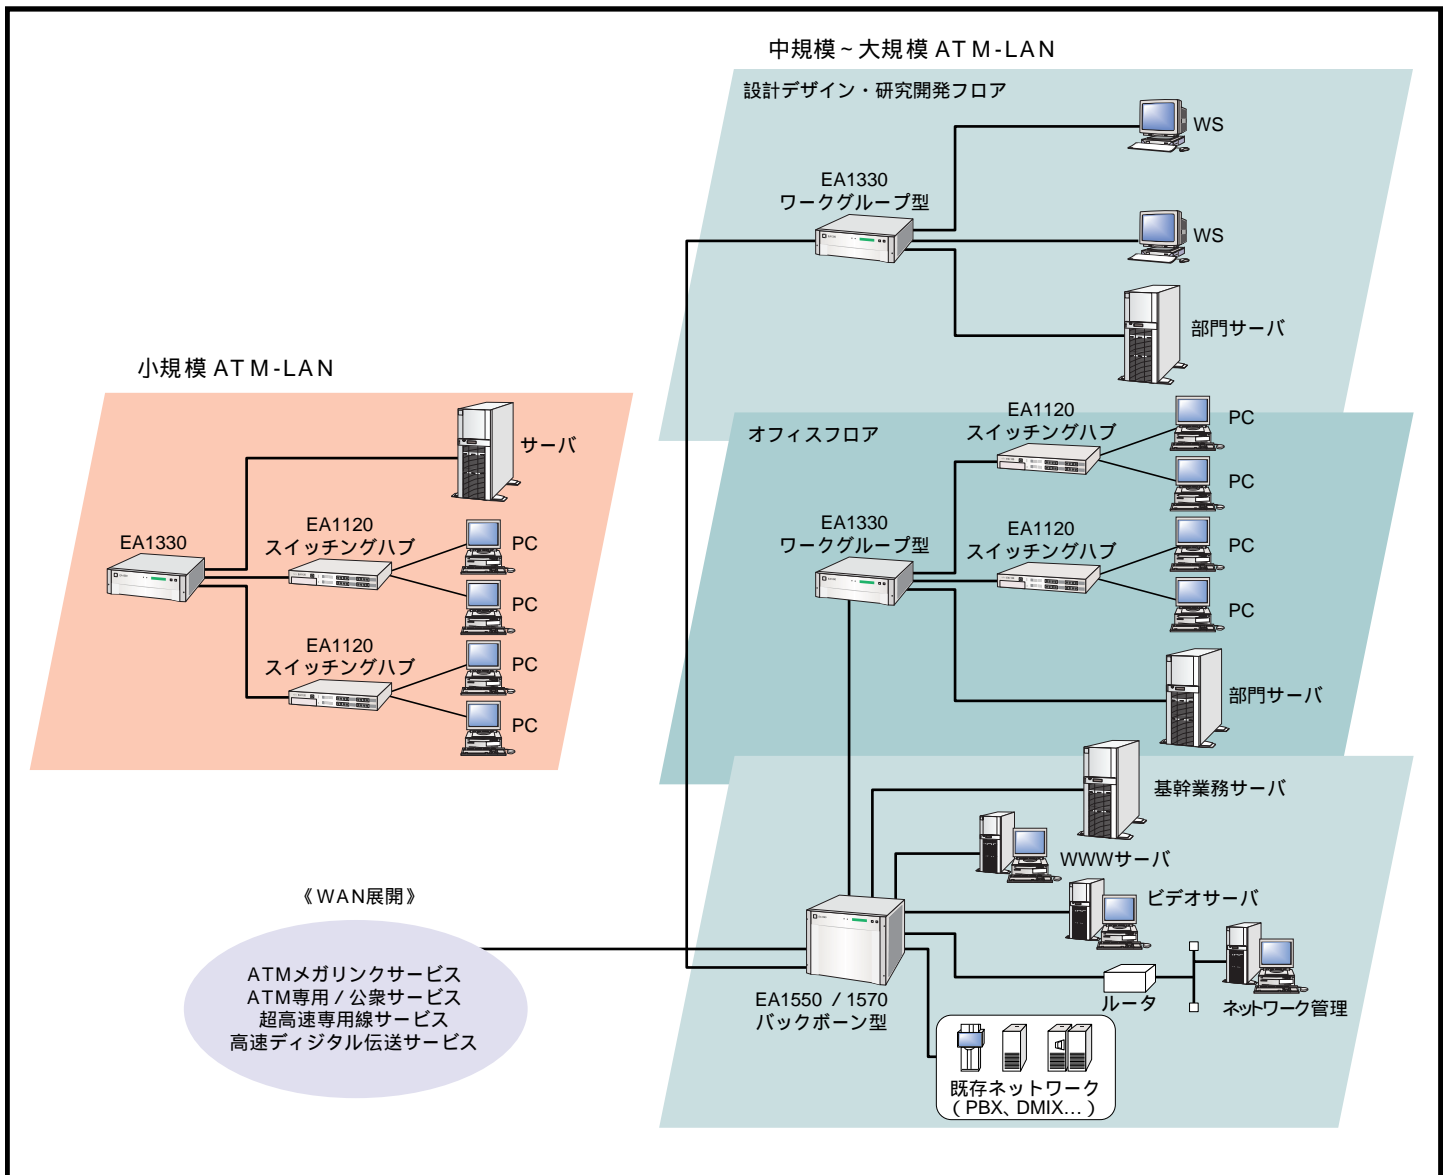 中規模~大規模 ATM-LAN
設計デザイン・研究開発フロア
WS
EA1330
ワークグループ型
WS
部門サーバ
小規模 ATM-LAN
サーバ
EA1330
EA1120
スイッチングハブ
PC
PC
EA1120
スイッチングハブ
PC
PC
オフィスフロア
EA1120
スイッチングハブ
PC
PC
EA1330
ワークグループ型
EA1120
スイッチングハブ
PC
PC
部門サーバ
基幹業務サーバ
WWWサーバ
ビデオサーバ
EA1550 / 1570
バックボーン型
ルータ
ネットワーク管理
既存ネットワーク
(PBX、DMIX…)
《WAN展開》
ATMメガリンクサービス
ATM専用/公衆サービス
超高速専用線サービス
高速ディジタル伝送サービス